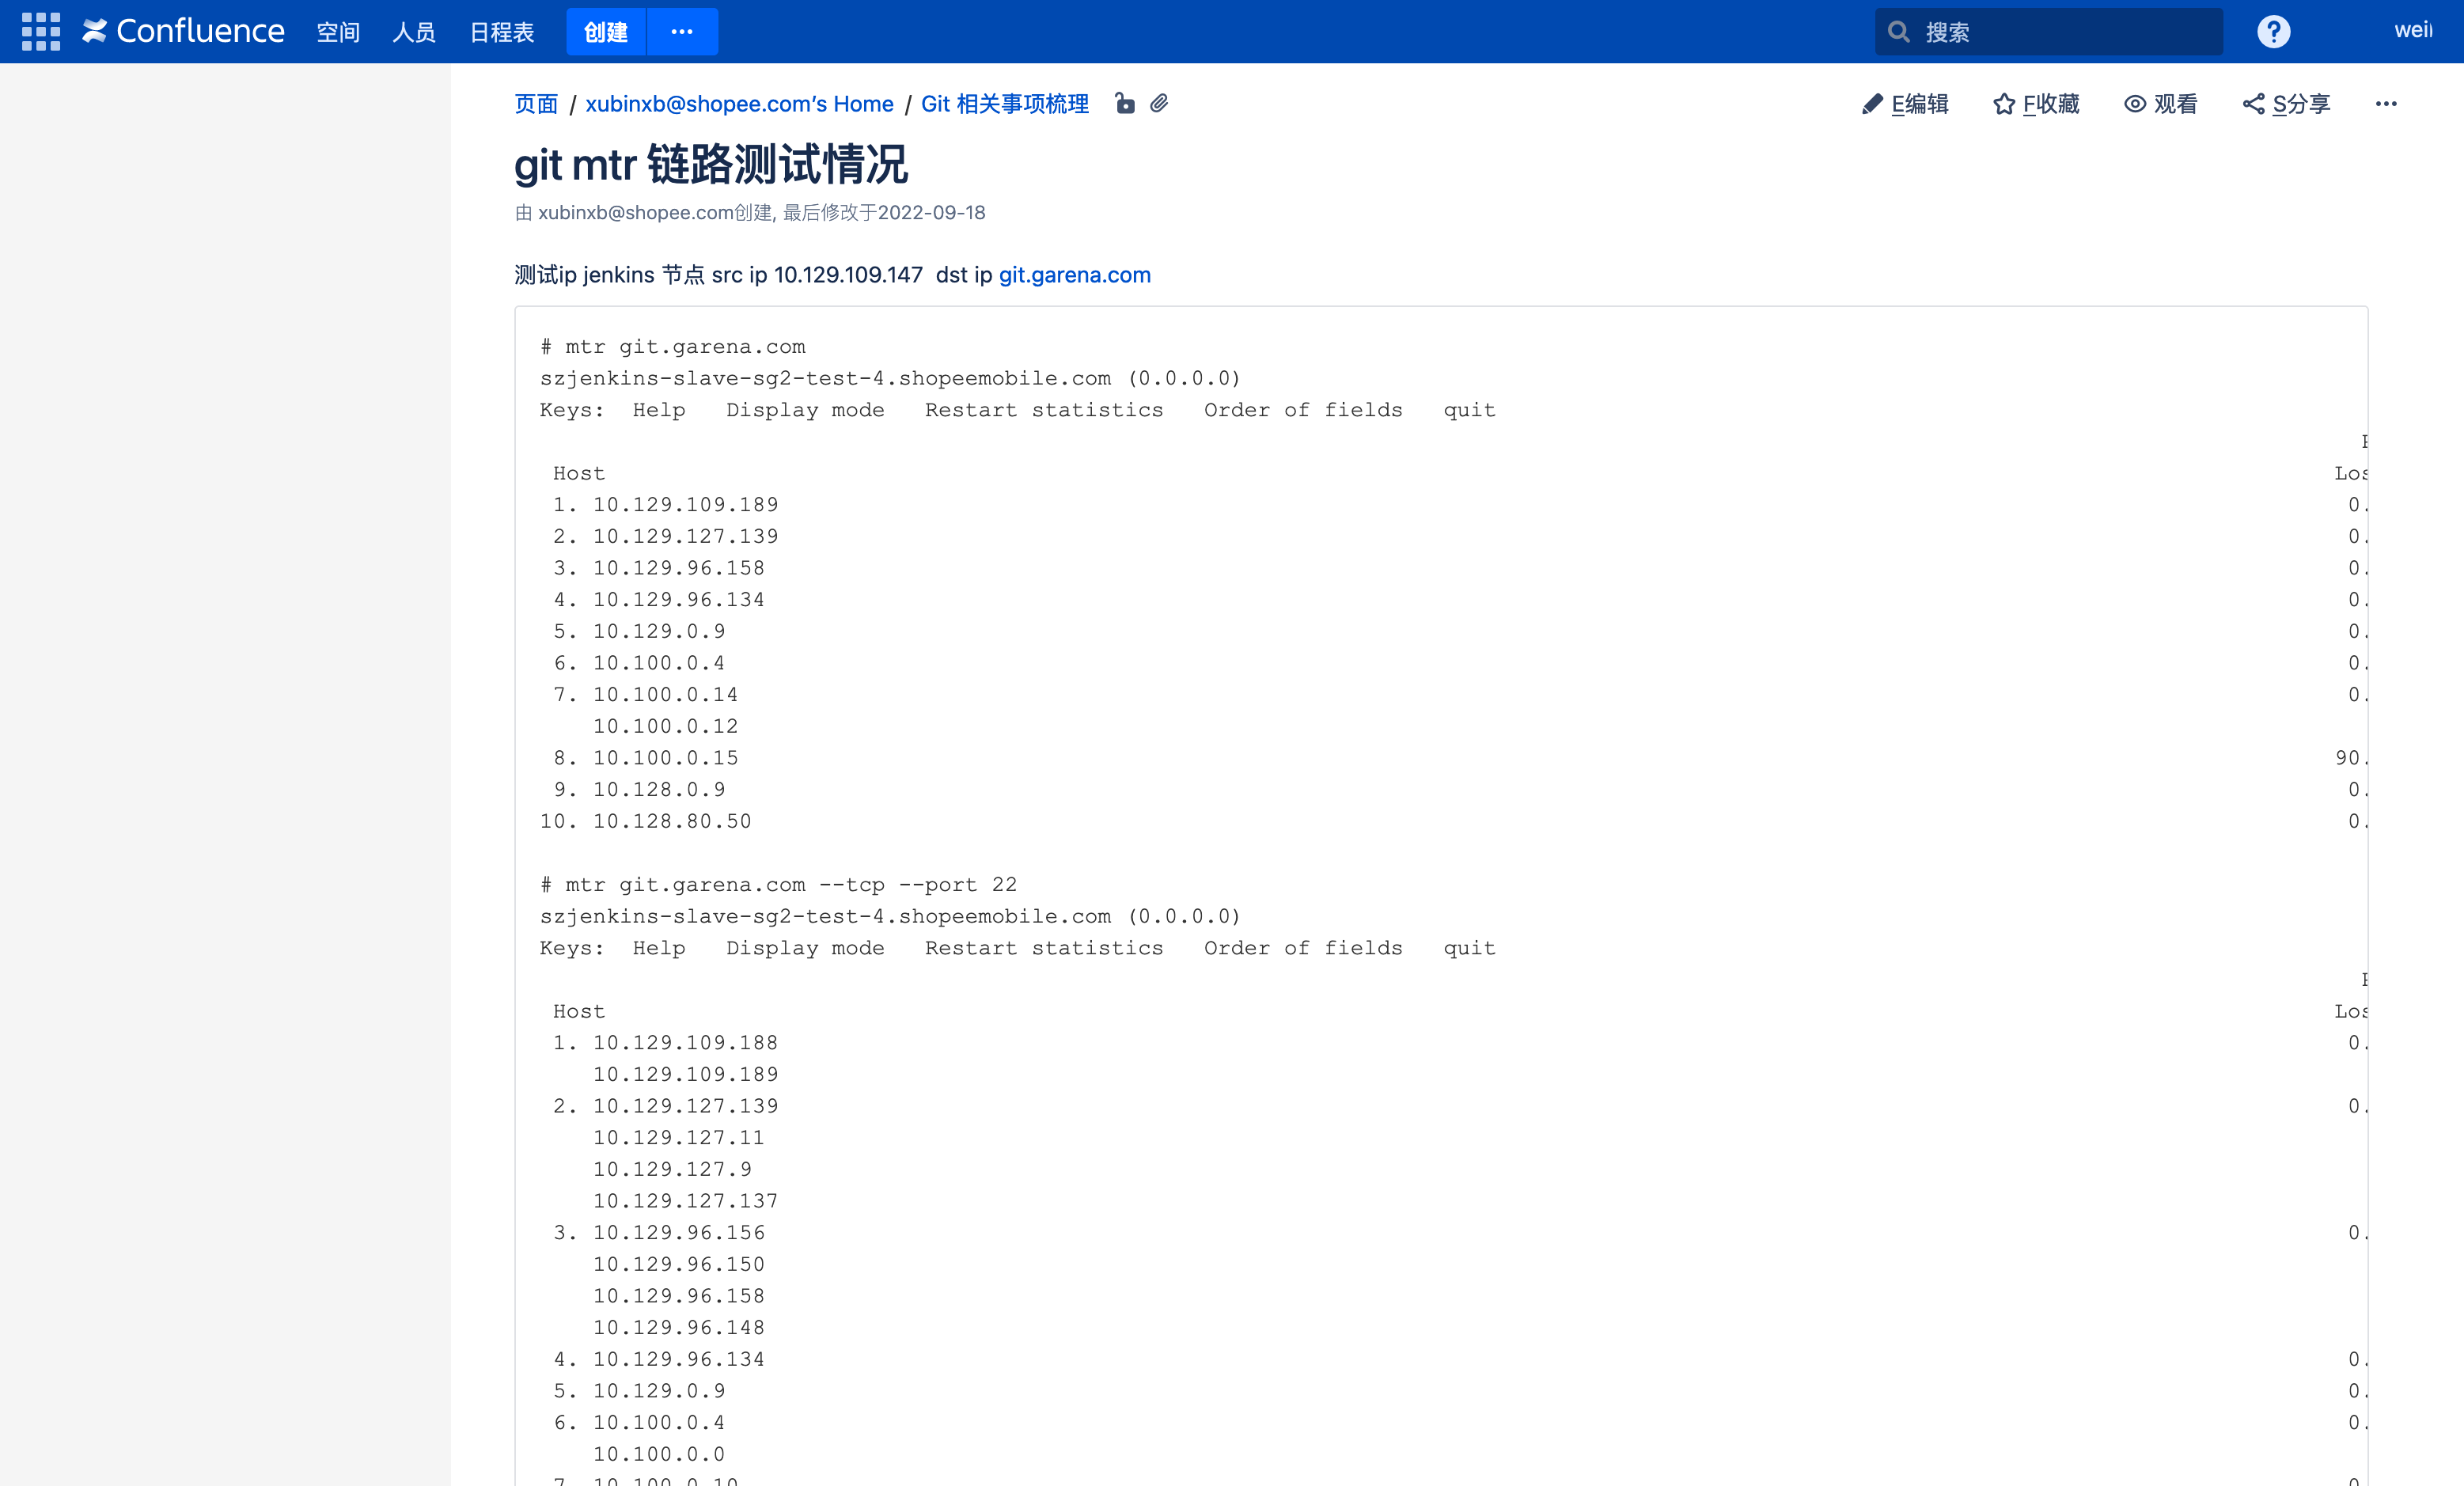 Confluence 空间 人员 日程表 创建 ••• 搜索 ?
页面 / xubinxb@shopee.com’s Home / Git 相关事项梳理 E编辑 F收藏 观看 S分享 •••
git mtr 链路测试情况
由 xubinxb@shopee.com创建, 最后修改于2022-09-18
测试ip jenkins 节点 src ip 10.129.109.147 dst ip git.garena.com
# mtr git.garena.com
szjenkins-slave-sg2-test-4.shopeemobile.com (0.0.0.0)
Keys: Help Display mode Restart statistics Order of fields quit
Host Los
1. 10.129.109.189 0.
2. 10.129.127.139 0.
3. 10.129.96.158 0.
4. 10.129.96.134 0.
5. 10.129.0.9 0.
6. 10.100.0.4 0.
7. 10.100.0.14 0.
10.100.0.12
8. 10.100.0.15 90.
9. 10.128.0.9 0.
10. 10.128.80.50 0.
# mtr git.garena.com --tcp --port 22
szjenkins-slave-sg2-test-4.shopeemobile.com (0.0.0.0)
Keys: Help Display mode Restart statistics Order of fields quit
Host Los
1. 10.129.109.188 0.
10.129.109.189
2. 10.129.127.139 0.
10.129.127.11
10.129.127.9
10.129.127.137
3. 10.129.96.156 0.
10.129.96.150
10.129.96.158
10.129.96.148
4. 10.129.96.134 0.
5. 10.129.0.9 0.
6. 10.100.0.4 0.
10.100.0.0
7. 10.100.0.10